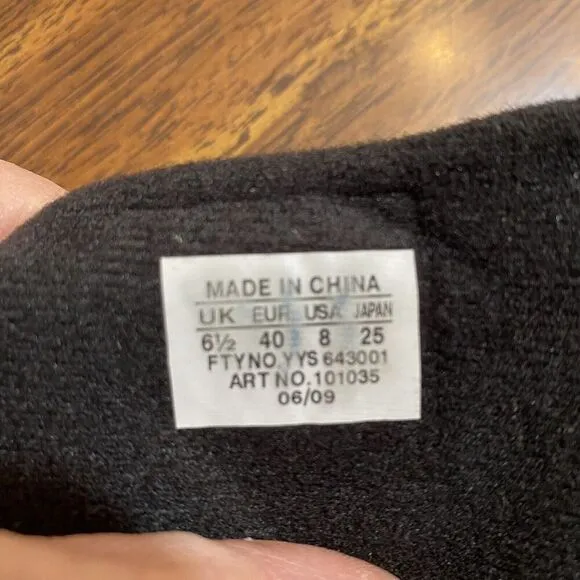 MADE IN CHINA
UK EUR USA JAPAN
6½ 40 8 25
FTYNO.YYS 643001
ART NO.101035
06/09